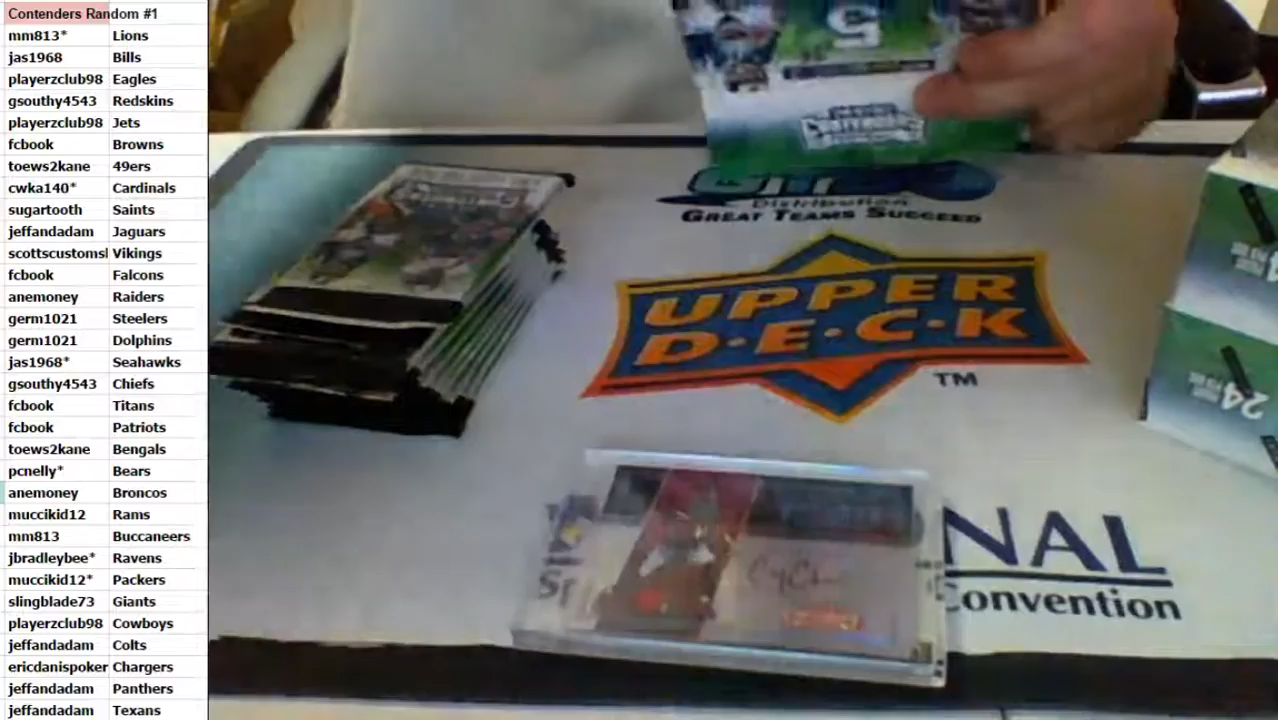 Contenders Random #1
mm813* Lions
jas1968 Bills
playerzclub98 Eagles
gsouthy4543 Redskins
playerzclub98 Jets
fcbook Browns
toews2kane 49ers
cwka140* Cardinals
sugartooth Saints
jeffandadam Jaguars
scottscustoms Vikings
fcbook Falcons
anemoney Raiders
germ1021 Steelers
germ1021 Dolphins
jas1968* Seahawks
gsouthy4543 Chiefs
fcbook Titans
fcbook Patriots
toews2kane Bengals
pcnelly* Bears
anemoney Broncos
muccikid12 Rams
mm813 Buccaneers
jbradleybee* Ravens
muccikid12* Packers
slingblade73 Giants
playerzclub98 Cowboys
jeffandadam Colts
ericdanispoker Chargers
jeffandadam Panthers
jeffandadam Texans
Distribution
GREAT TEAMS SUCCEED
UPPER
D·E·C·K
TM
NAL
Convention
24